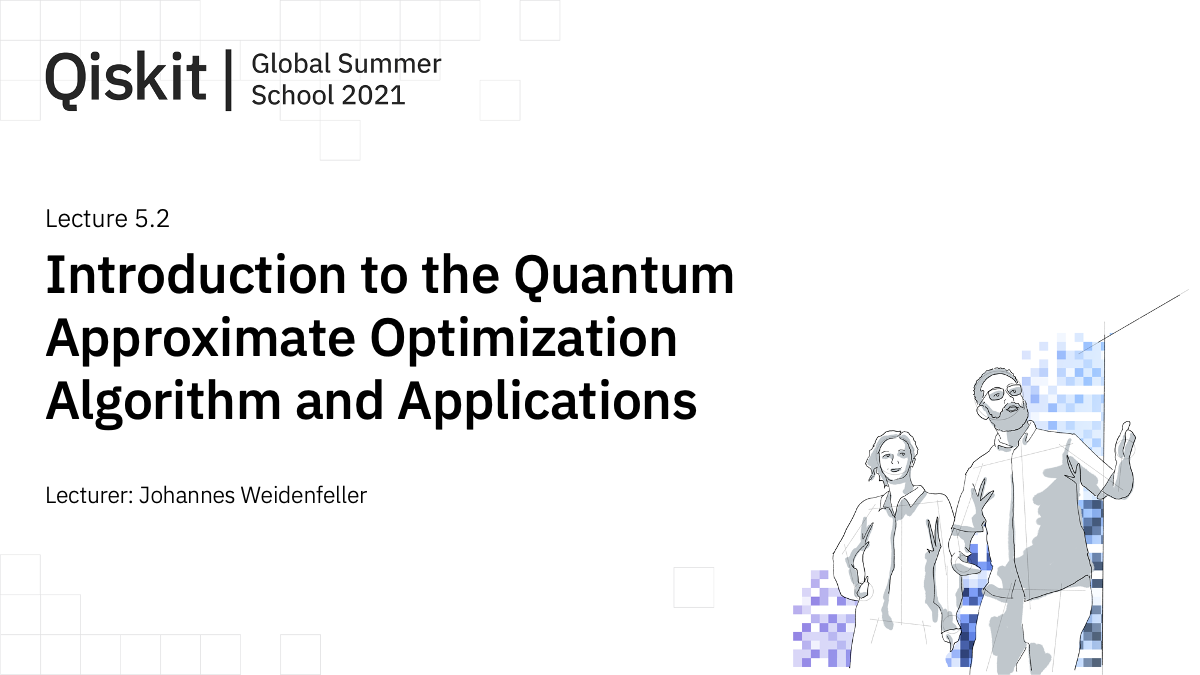 Qiskit | Global Summer
School 2021
Lecture 5.2
Introduction to the Quantum
Approximate Optimization
Algorithm and Applications
Lecturer: Johannes Weidenfeller